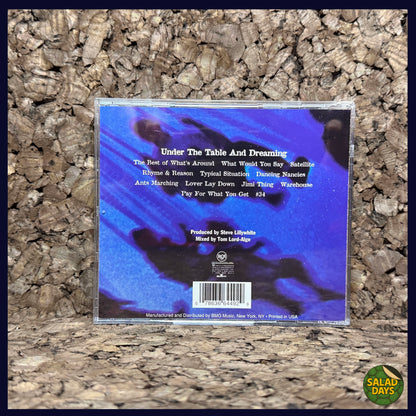 Under The Table And Dreaming
The Best of What's Around What Would You Say Satellite
Rhyme & Reason Typical Situation Dancing Nancies
Ants Marching Lover Lay Down Jimi Thing Warehouse
Pay For What You Get #34
Produced by Steve Lillywhite
Mixed by Tom Lord-Alge
RCA
78636 64492
Manufactured and Distributed by BMG Music, New York, NY • Printed in USA
SALAD
DAYS